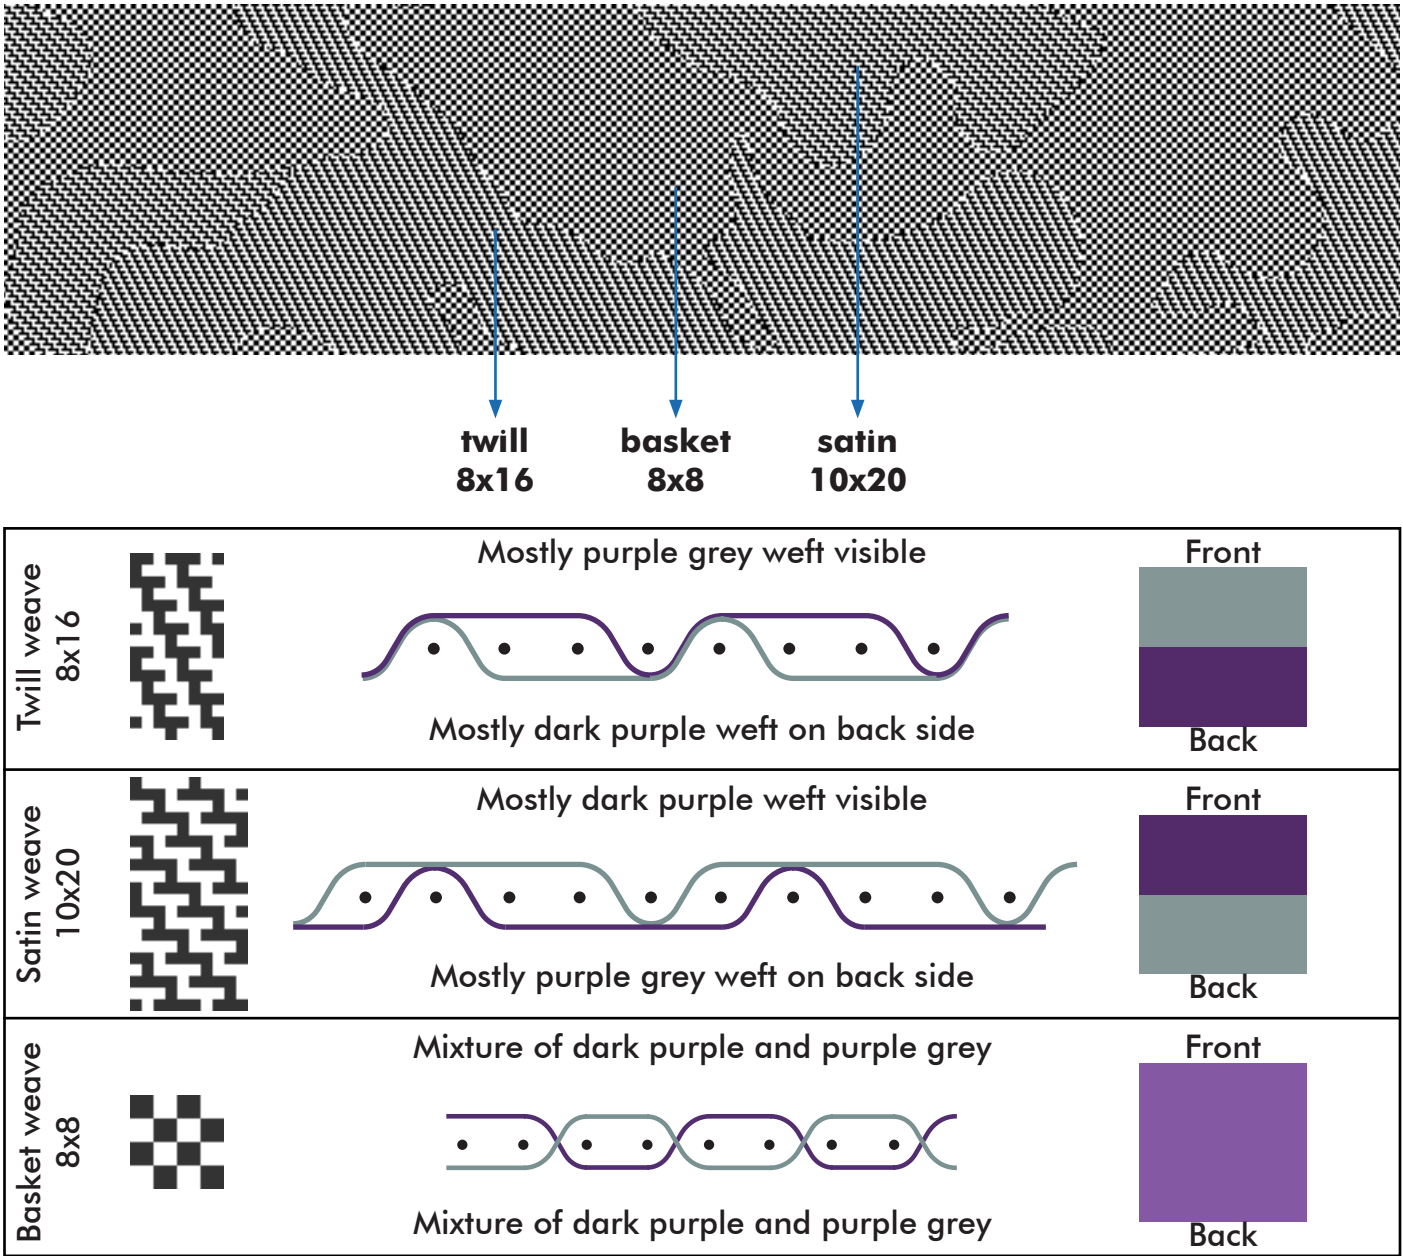 twill
8x16
basket
8x8
satin
10x20
Twill weave
8x16
Mostly purple grey weft visible
Mostly dark purple weft on back side
Front
Back
Satin weave
10x20
Mostly dark purple weft visible
Mostly purple grey weft on back side
Front
Back
Basket weave
8x8
Mixture of dark purple and purple grey
Mixture of dark purple and purple grey
Front
Back